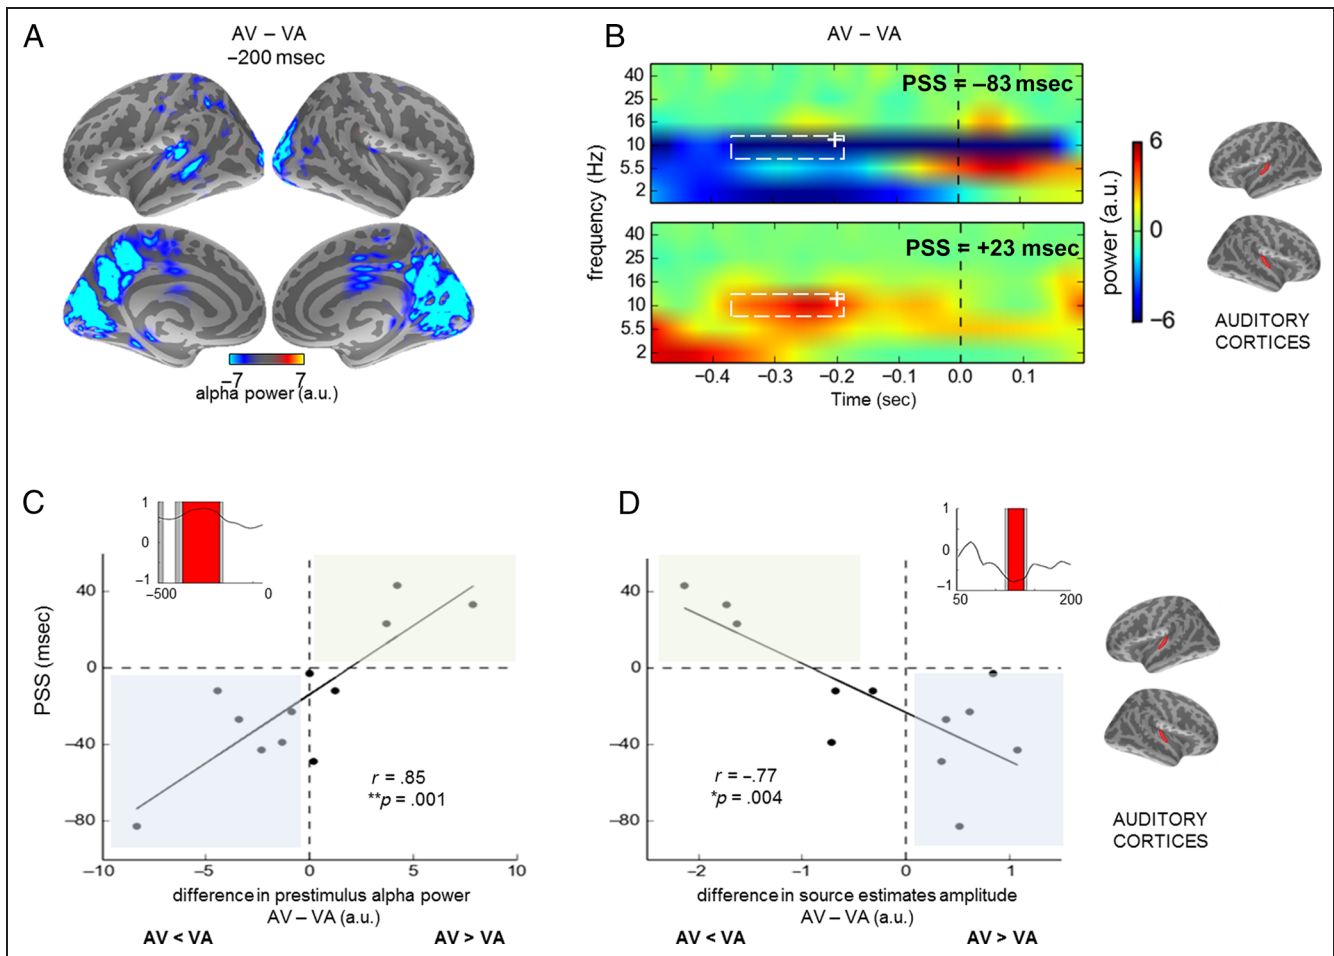 A
AV – VA
–200 msec
–7
7
alpha power (a.u.)
B
AV – VA
PSS = –83 msec
40
25
16
10
5.5
2
PSS = +23 msec
40
25
16
10
5.5
2
frequency (Hz)
–0.4
–0.3
–0.2
–0.1
0.0
0.1
Time (sec)
6
0
–6
power (a.u.)
AUDITORY
CORTICES
C
1
0
–1
–500
0
40
0
–40
–80
PSS (msec)
r = .85
**p = .001
–10
–5
0
5
10
difference in prestimulus alpha power
AV – VA (a.u.)
AV < VA
AV > VA
D
1
0
–1
50
200
40
0
–40
–80
r = –.77
*p = .004
–2
–1
0
1
difference in source estimates amplitude
AV – VA (a.u.)
AV < VA
AV > VA
AUDITORY
CORTICES